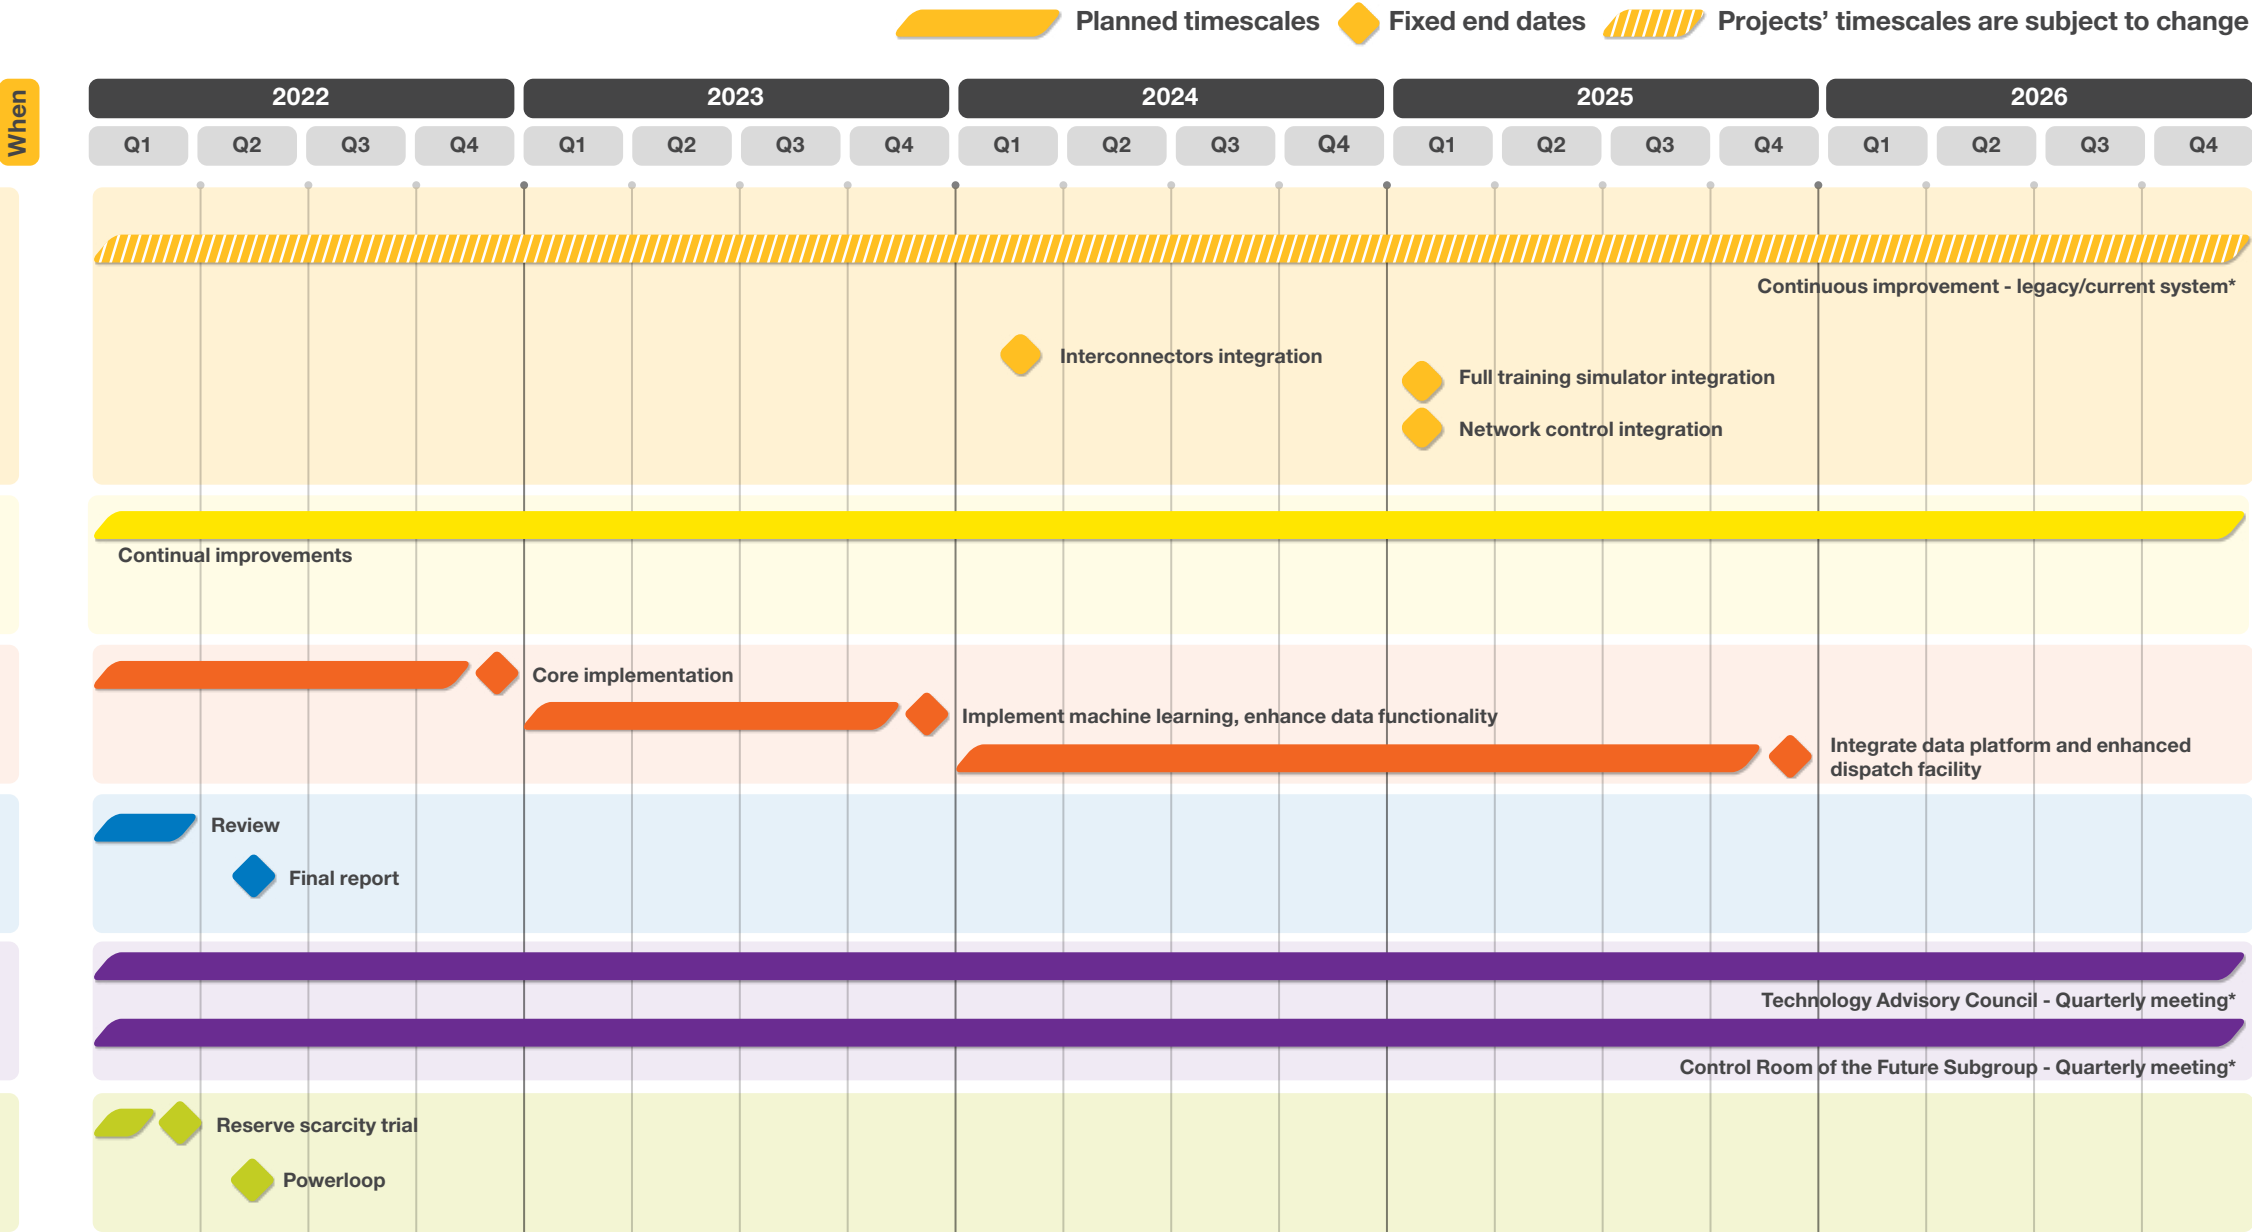 Planned timescales
Fixed end dates
Projects’ timescales are subject to change
When
2022
2023
2024
2025
2026
Q1
Q2
Q3
Q4
Q1
Q2
Q3
Q4
Q1
Q2
Q3
Q4
Q1
Q2
Q3
Q4
Q1
Q2
Q3
Q4
Continuous improvement - legacy/current system*
Interconnectors integration
Full training simulator integration
Network control integration
Continual improvements
Core implementation
Implement machine learning, enhance data functionality
Integrate data platform and enhanced
dispatch facility
Review
Final report
Technology Advisory Council - Quarterly meeting*
Control Room of the Future Subgroup - Quarterly meeting*
Reserve scarcity trial
Powerloop